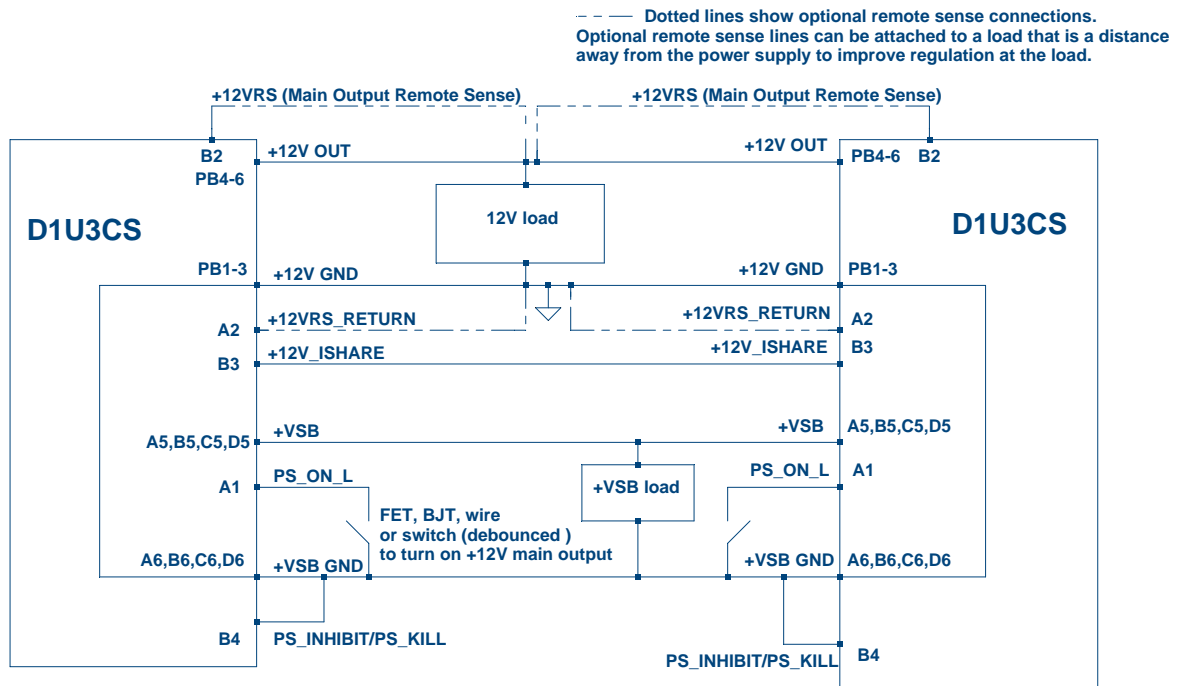 Dotted lines show optional remote sense connections.
Optional remote sense lines can be attached to a load that is a distance
away from the power supply to improve regulation at the load.
+12VRS (Main Output Remote Sense)
+12VRS (Main Output Remote Sense)
B2
+12V OUT
+12V OUT
PB4-6
B2
PB4-6
D1U3CS
12V load
D1U3CS
PB1-3
+12V GND
+12V GND
PB1-3
A2
+12VRS_RETURN
+12VRS_RETURN
A2
B3
+12V_ISHARE
+12V_ISHARE
B3
A5,B5,C5,D5
+VSB
+VSB
A5,B5,C5,D5
A1
PS_ON_L
+VSB load
PS_ON_L
A1
FET, BJT, wire
or switch (debounced )
to turn on +12V main output
A6,B6,C6,D6
+VSB GND
+VSB GND
A6,B6,C6,D6
B4
PS_INHIBIT/PS_KILL
PS_INHIBIT/PS_KILL
B4